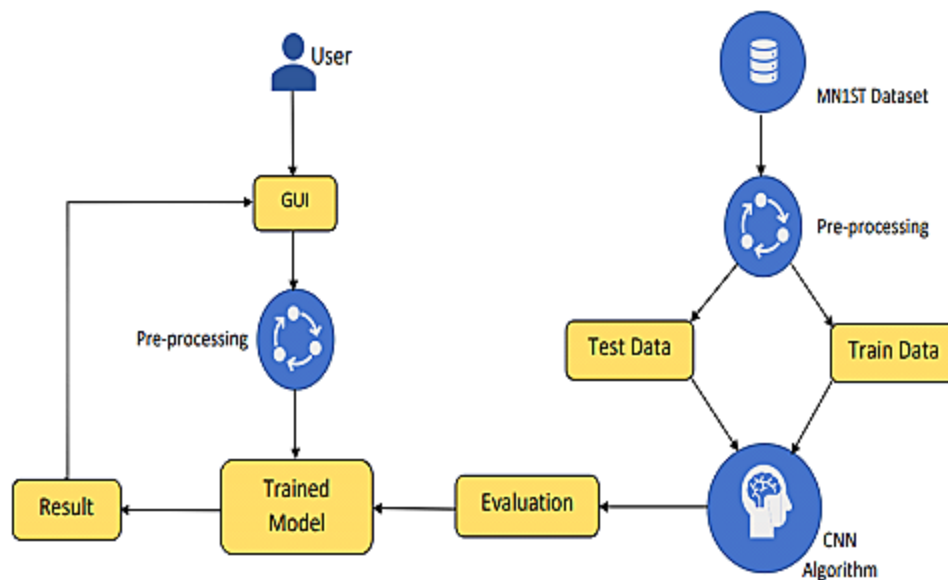 User
MN1ST Dataset
GUI
Pre-processing
Pre-processing
Test Data
Train Data
Result
Trained
Model
Evaluation
CNN
Algorithm